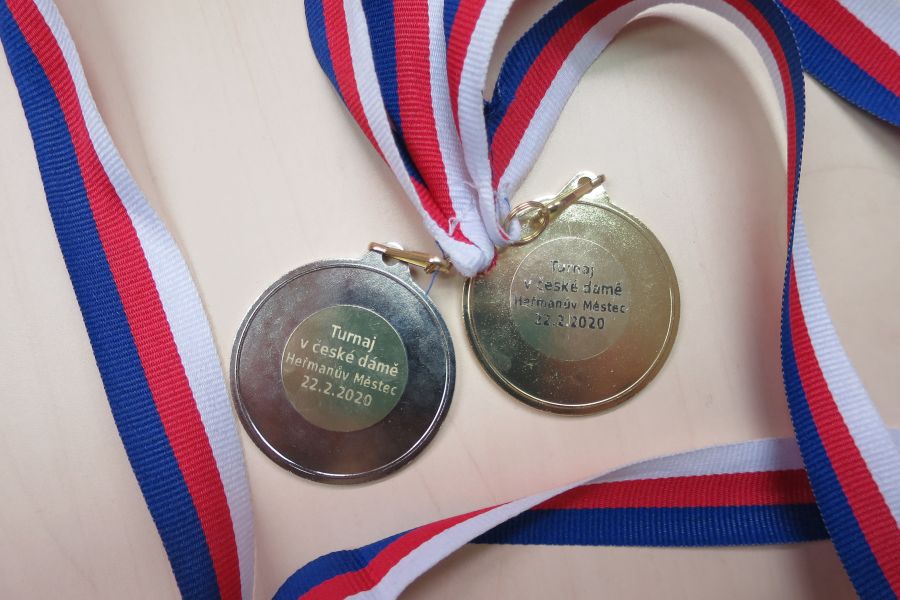 Turnaj
v české dámě
Heřmanův Městec
22.2.2020
Turnaj
v české dámě
Heřmanův Městec
22.2.2020